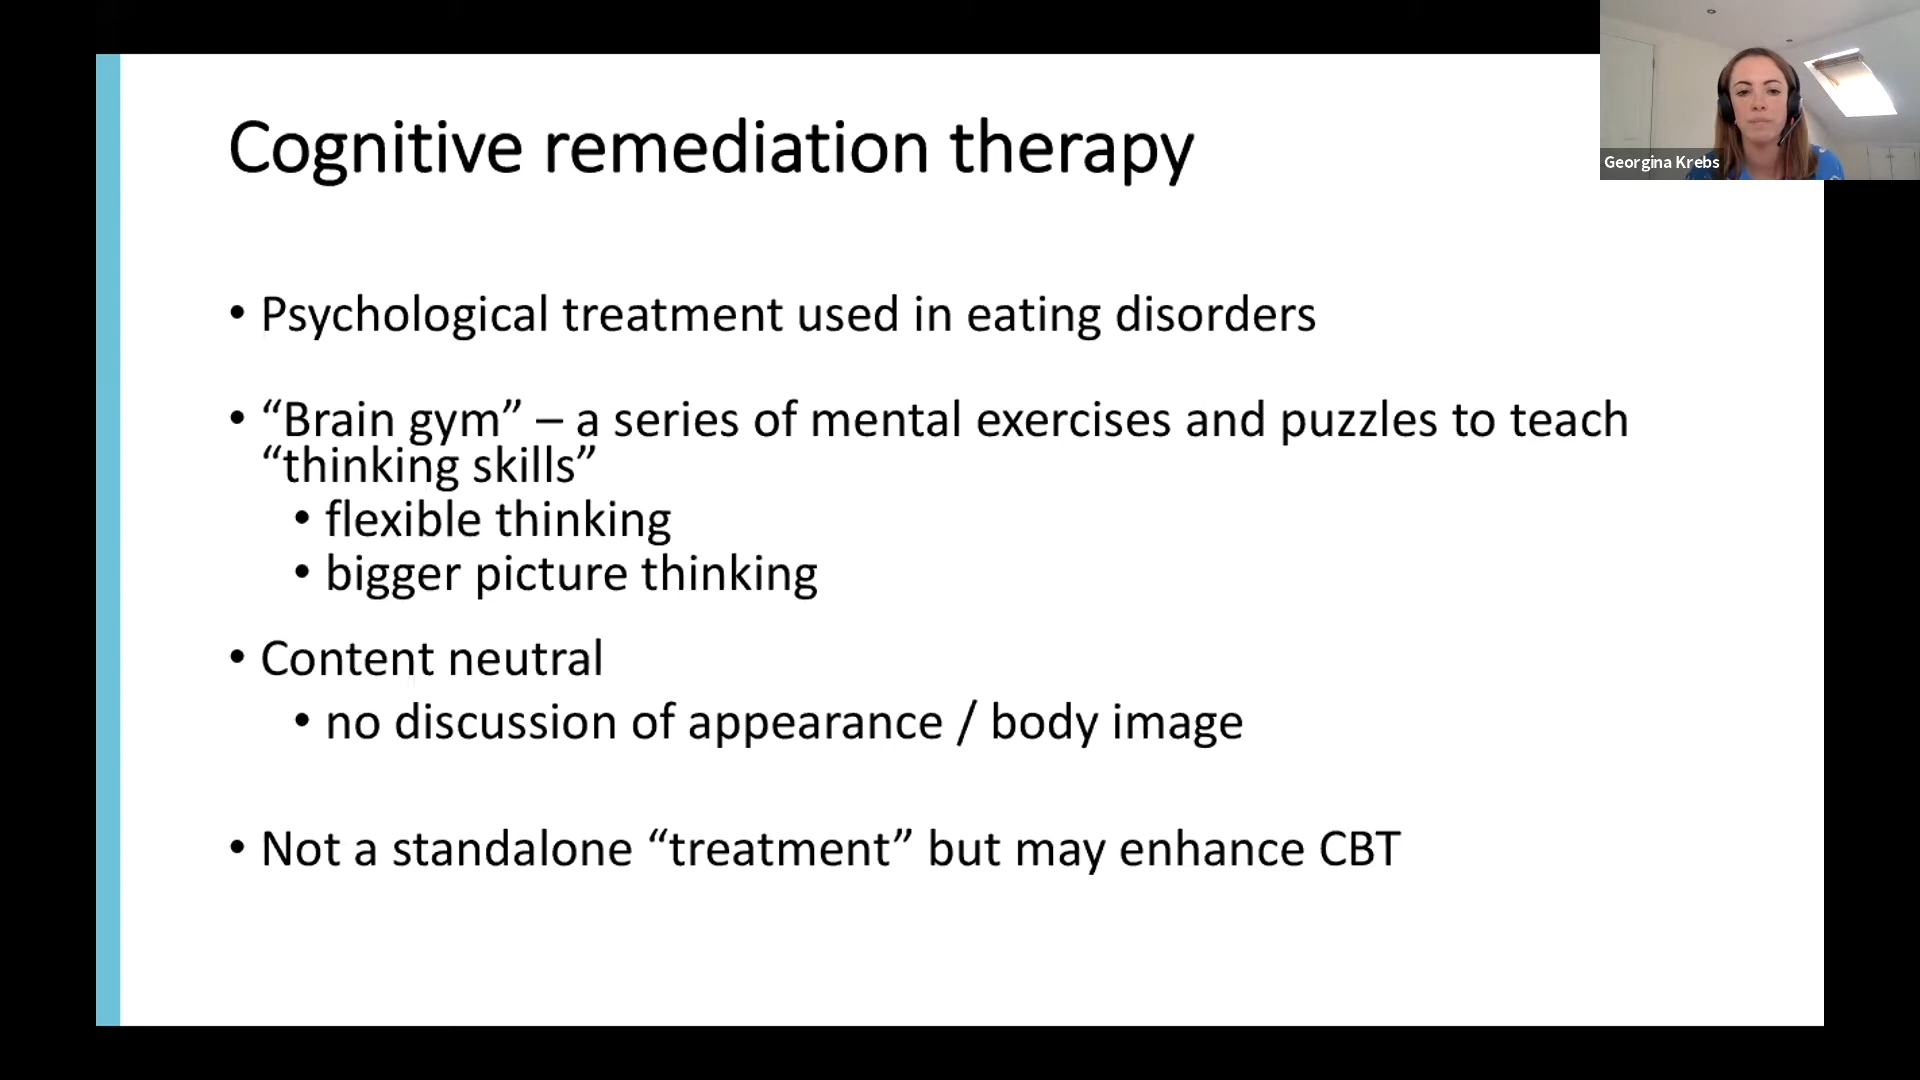 Cognitive remediation therapy
Georgina Krebs
• Psychological treatment used in eating disorders
• “Brain gym” – a series of mental exercises and puzzles to teach
“thinking skills”
• flexible thinking
• bigger picture thinking
• Content neutral
• no discussion of appearance / body image
• Not a standalone “treatment” but may enhance CBT